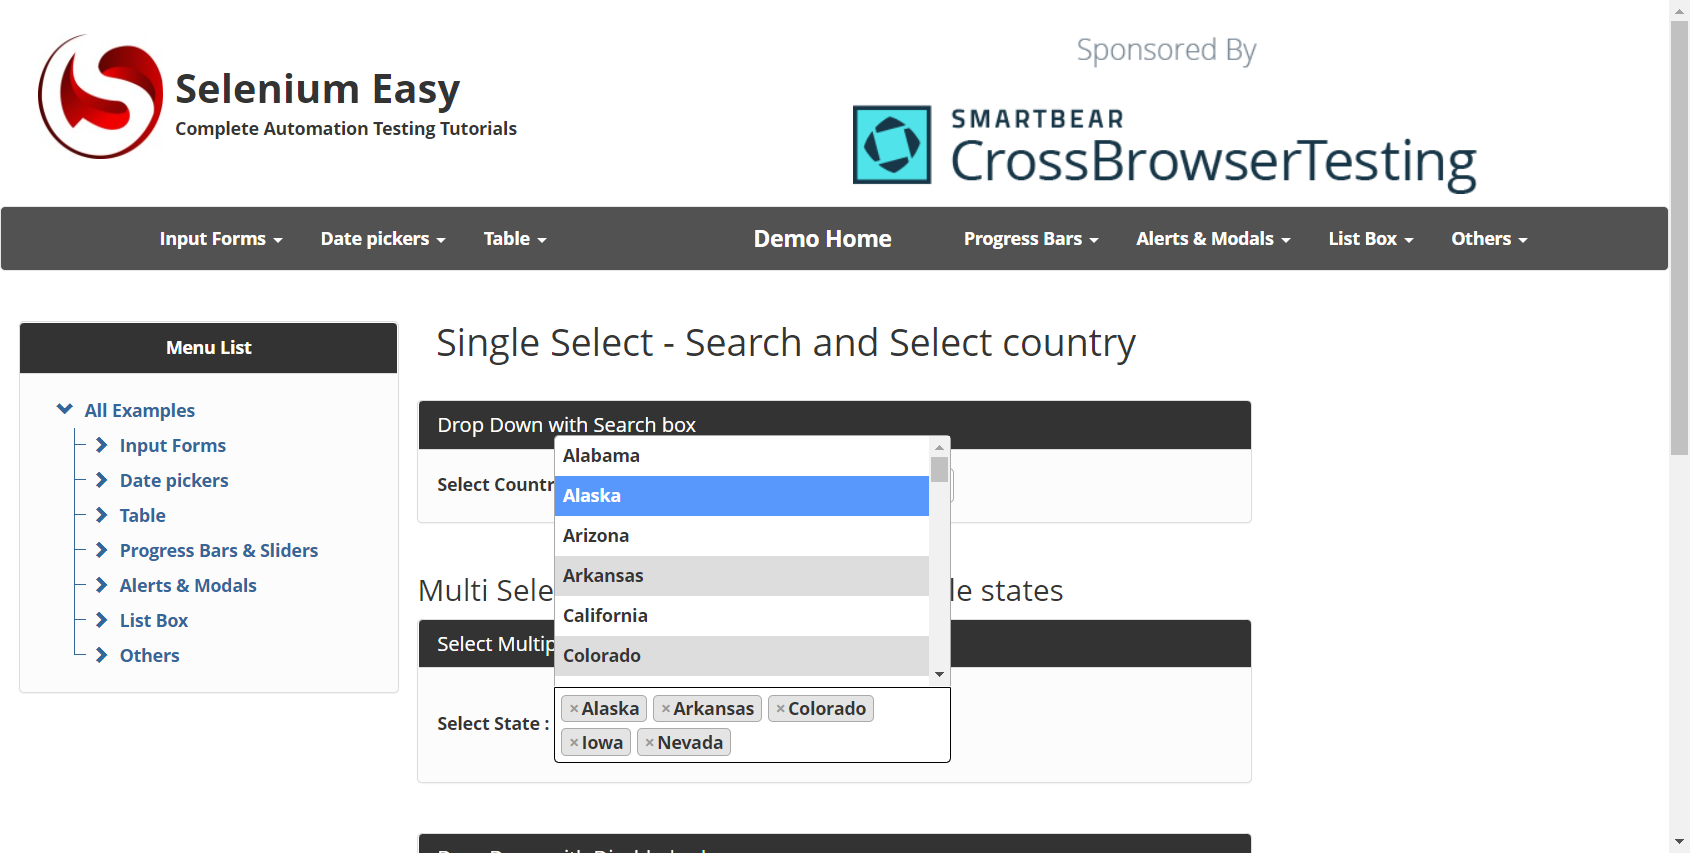 Selenium Easy
Complete Automation Testing Tutorials
Sponsored By
SMARTBEAR
CrossBrowserTesting
Input Forms
Date pickers
Table
Demo Home
Progress Bars
Alerts & Modals
List Box
Others
Menu List
All Examples
Input Forms
Date pickers
Table
Progress Bars & Sliders
Alerts & Modals
List Box
Others
Single Select - Search and Select country
Drop Down with Search box
Select Countr
Alabama
Alaska
Arizona
Arkansas
California
Colorado
Multi Sele
le states
Select Multip
Select State :
×Alaska ×Arkansas ×Colorado
×Iowa ×Nevada